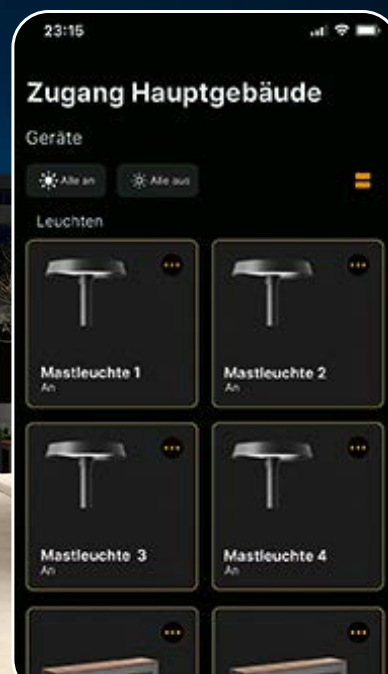 23:15
Zugang Hauptgebäude
Geräte
Alle an Alle aus
Leuchten
Mastleuchte 1 Mastleuchte 2
An An
Mastleuchte 3 Mastleuchte 4
An An